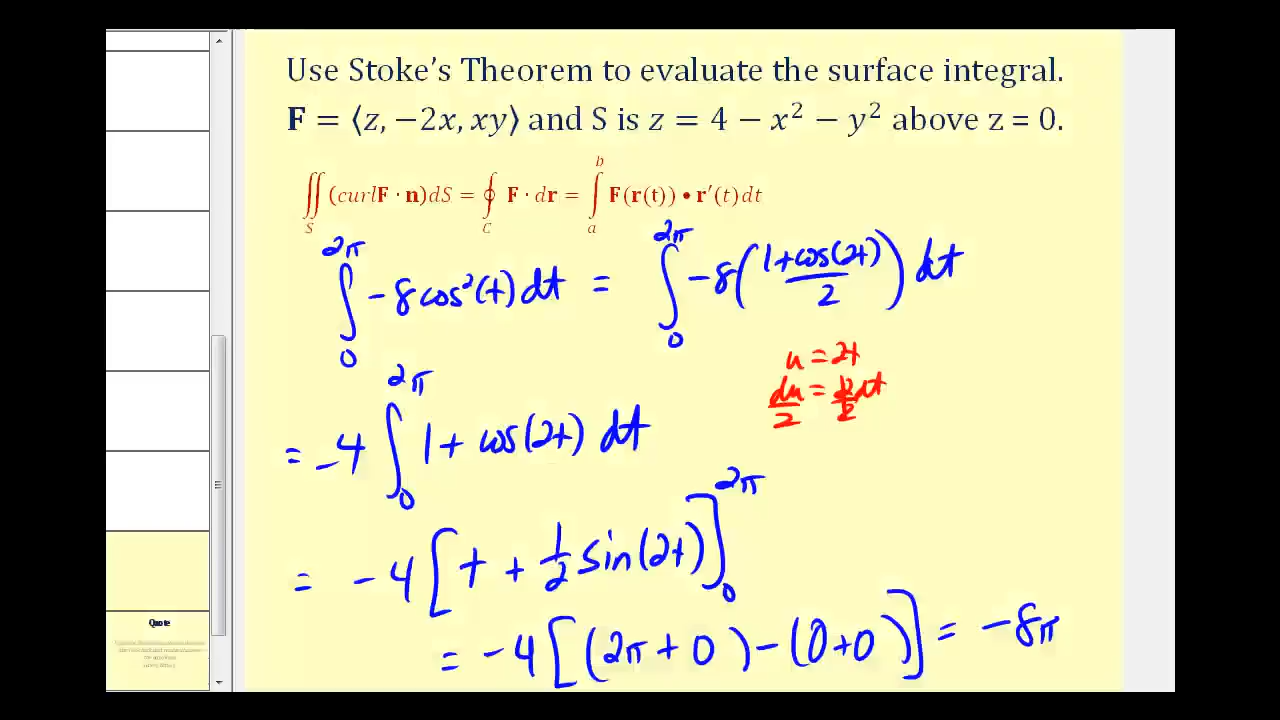 Use Stoke's Theorem to evaluate the surface integral.
F = ⟨z, −2x, xy⟩ and S is z = 4 − x² − y² above z = 0.
∬_S (curlF · n)dS = ∮_C F · dr = ∫_a^b F(r(t)) • r′(t) dt
∫_0^{2π} −8cos²(t) dt = ∫_0^{2π} −8((1+cos(2t))/2) dt
u = 2t
du/2 = 2/2 dt
= −4 ∫_0^{2π} 1 + cos(2t) dt
= −4 [t + 1/2 sin(2t)]_0^{2π}
= −4 [(2π + 0) − (0+0)] = −8π
Quote